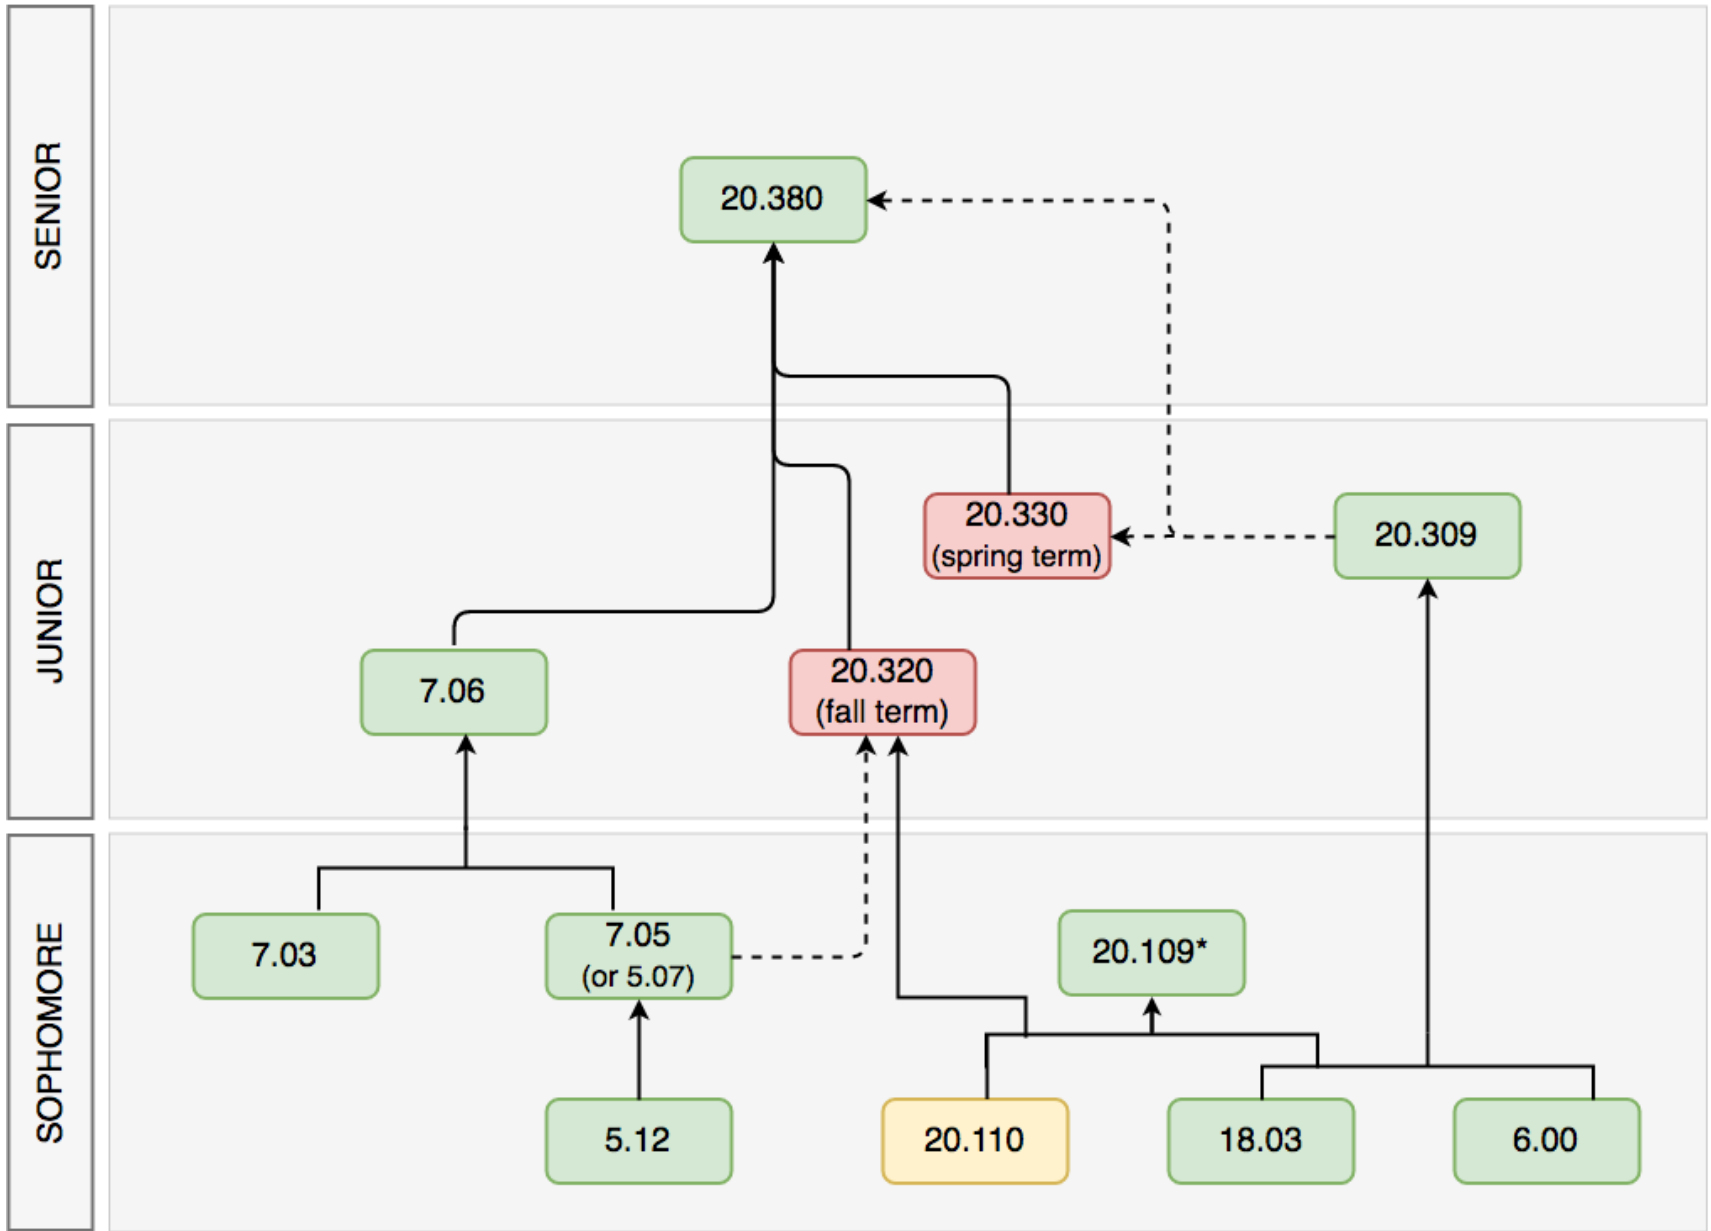 SENIOR
20.380
JUNIOR
20.330
(spring term)
20.309
7.06
20.320
(fall term)
SOPHOMORE
7.03
7.05
(or 5.07)
20.109*
5.12
20.110
18.03
6.00